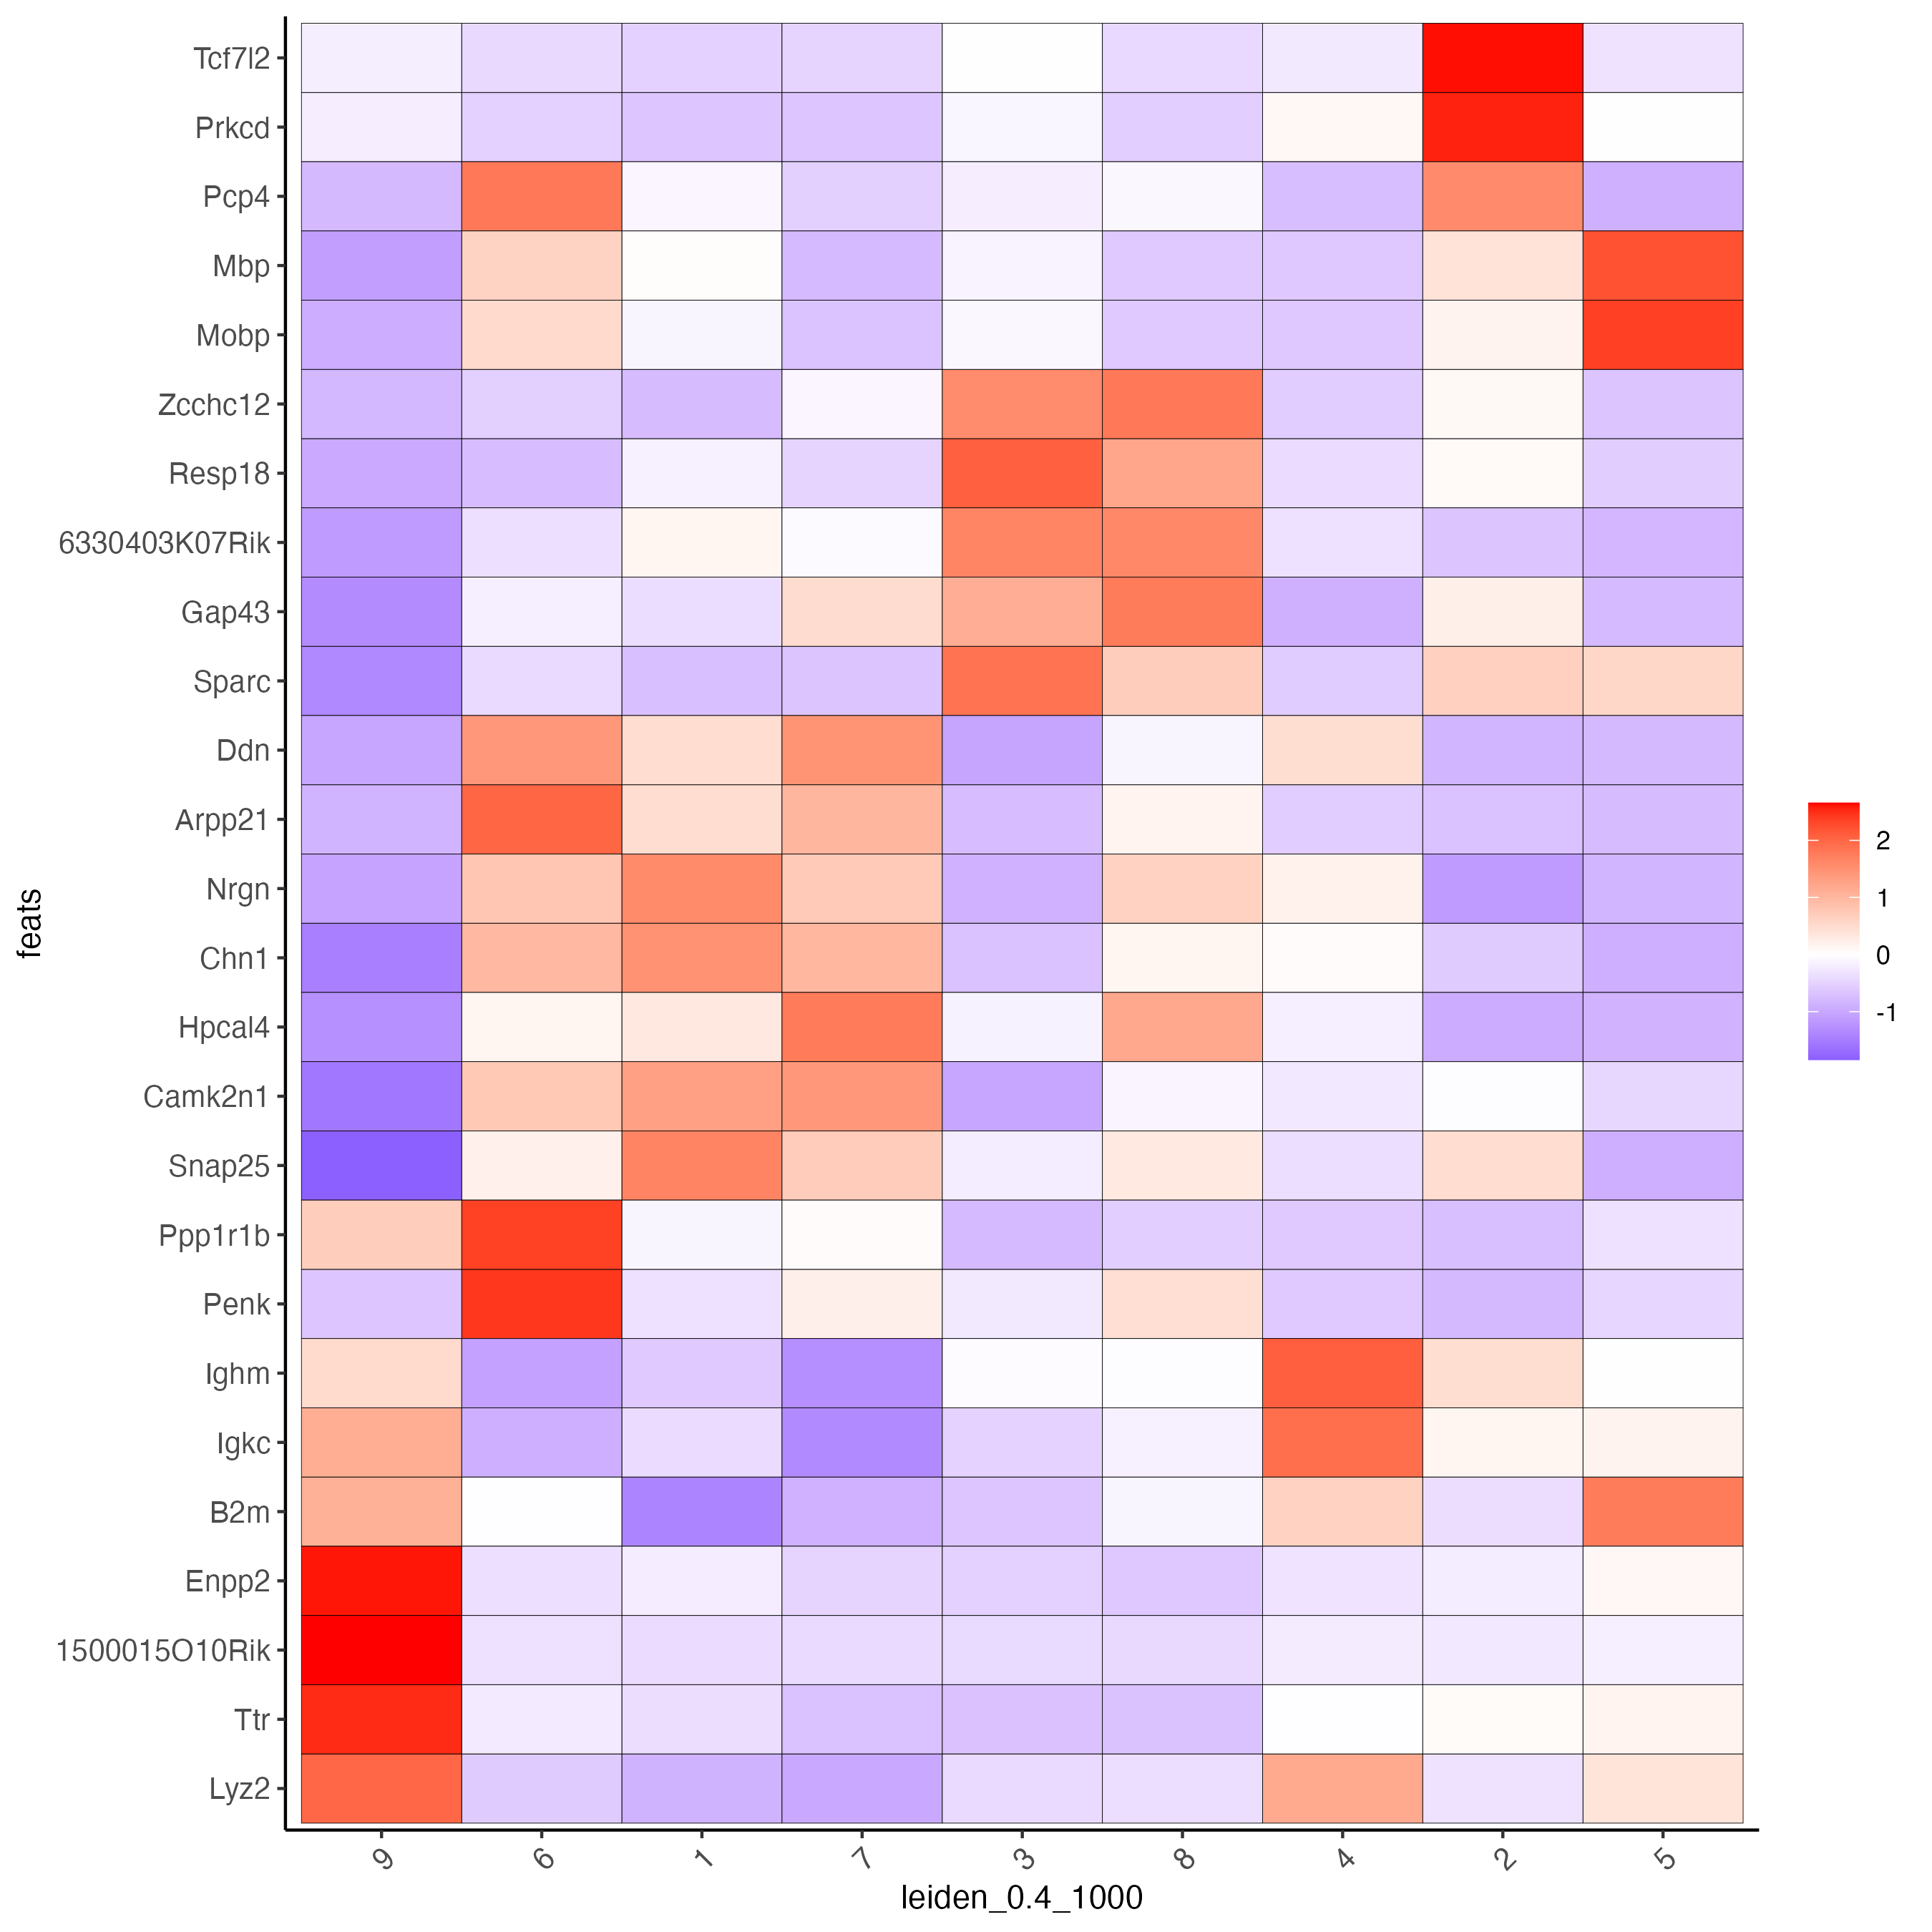 Tcf7l2
Prkcd
Pcp4
Mbp
Mobp
Zcchc12
Resp18
6330403K07Rik
Gap43
Sparc
Ddn
Arpp21
Nrgn
Chn1
Hpcal4
Camk2n1
Snap25
Ppp1r1b
Penk
Ighm
Igkc
B2m
Enpp2
1500015O10Rik
Ttr
Lyz2
feats
9 6 1 7 3 8 4 2 5
leiden_0.4_1000
2
1
0
-1